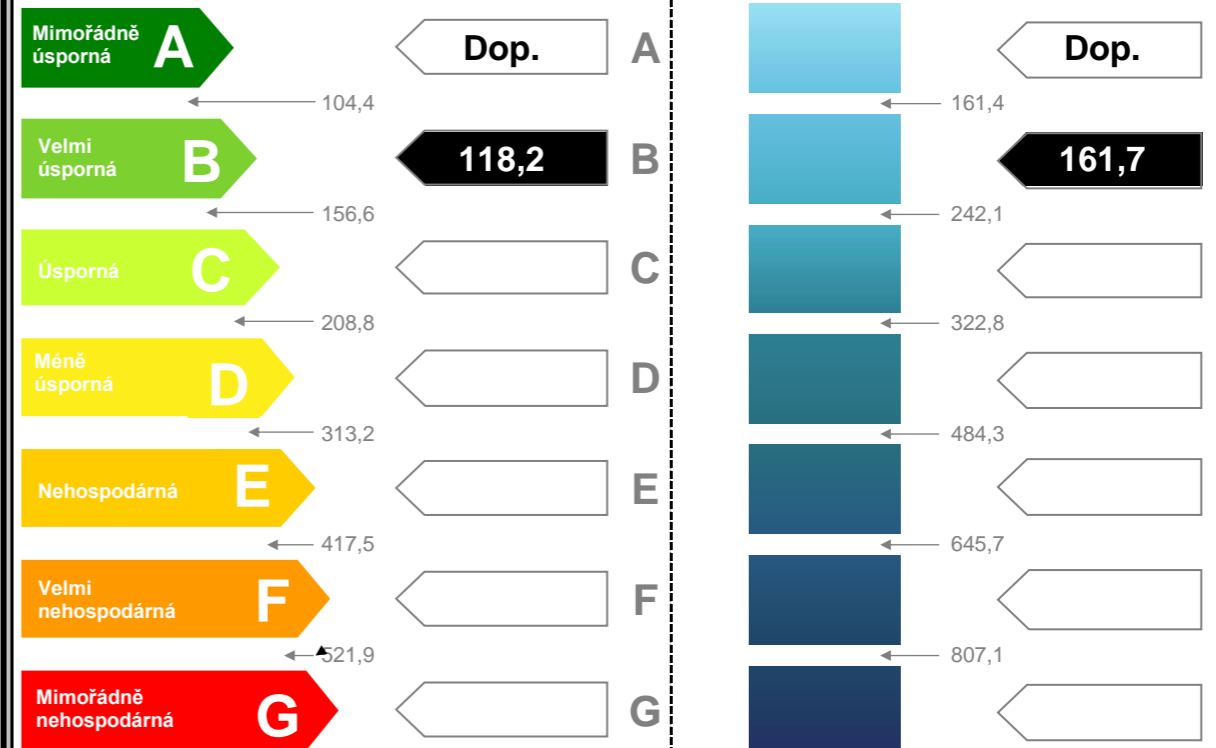 Mimořádně
úsporná
A
Dop.
A
Dop.
104,4
161,4
Velmi
úsporná
B
118,2
B
161,7
156,6
242,1
Úsporná
C
C
208,8
322,8
Méně
úsporná
D
D
313,2
484,3
Nehospodárná
E
E
417,5
645,7
Velmi
nehospodárná
F
F
521,9
807,1
Mimořádně
nehospodárná
G
G